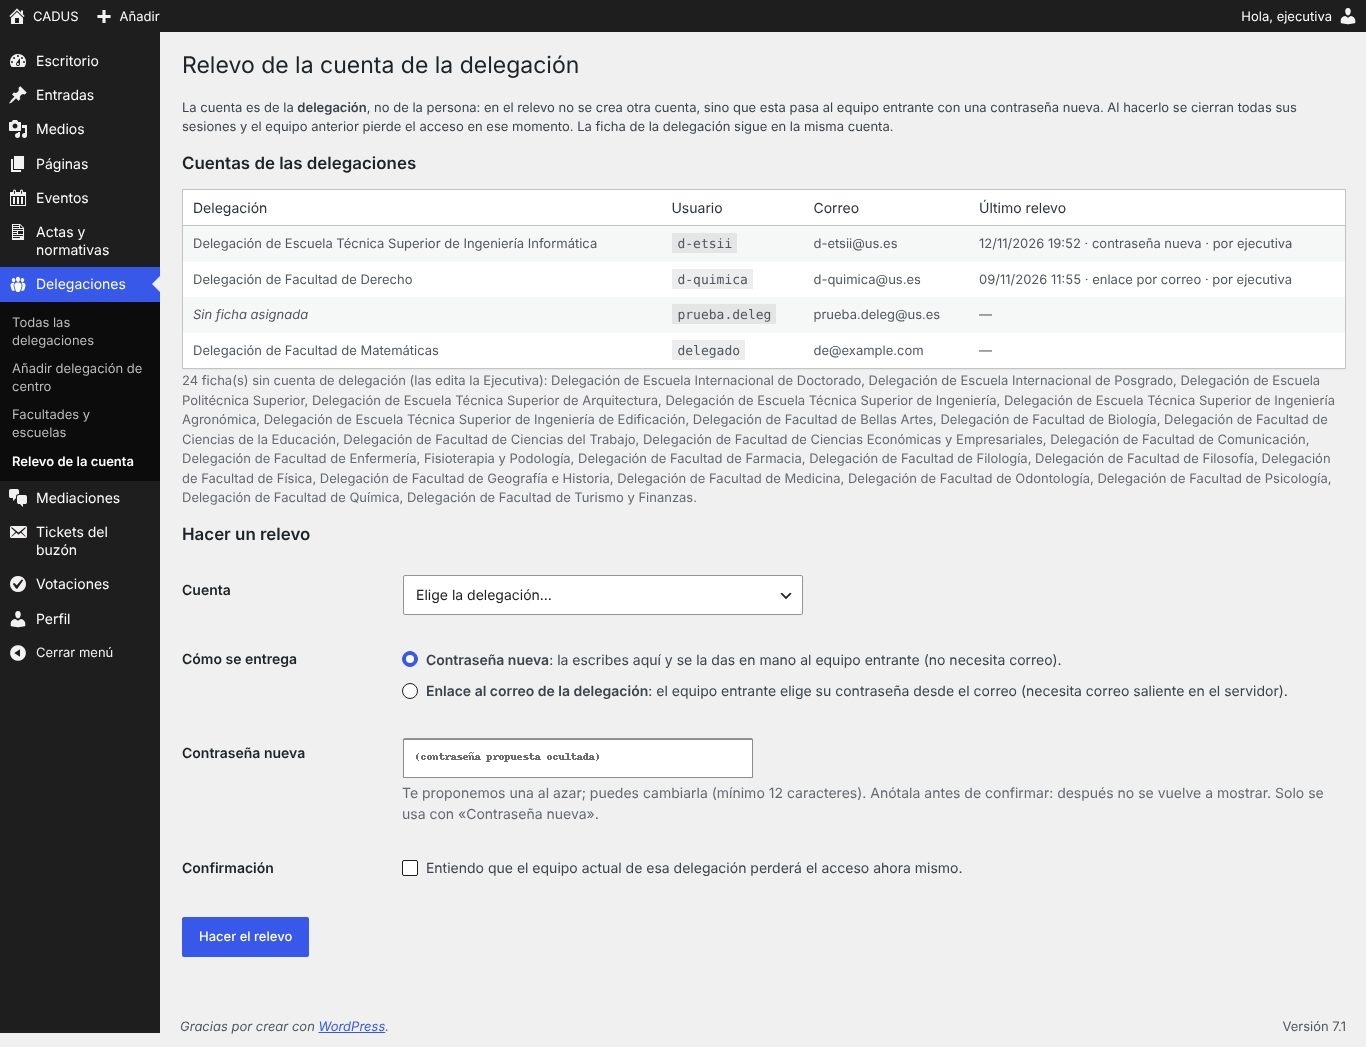 CADUS
Añadir
Hola, ejecutiva
Escritorio
Entradas
Medios
Páginas
Eventos
Actas y
normativas
Delegaciones
Todas las
delegaciones
Añadir delegación de
centro
Facultades y
escuelas
Relevo de la cuenta
Mediaciones
Tickets del
buzón
Votaciones
Perfil
Cerrar menú
Relevo de la cuenta de la delegación
La cuenta es de la delegación, no de la persona: en el relevo no se crea otra cuenta, sino que esta pasa al equipo entrante con una contraseña nueva. Al hacerlo se cierran todas sus
sesiones y el equipo anterior pierde el acceso en ese momento. La ficha de la delegación sigue en la misma cuenta.
Cuentas de las delegaciones
Delegación Usuario Correo Último relevo
Delegación de Escuela Técnica Superior de Ingeniería Informática d-etsii d-etsii@us.es 12/11/2026 19:52 · contraseña nueva · por ejecutiva
Delegación de Facultad de Derecho d-quimica d-quimica@us.es 09/11/2026 11:55 · enlace por correo · por ejecutiva
Sin ficha asignada prueba.deleg prueba.deleg@us.es —
Delegación de Facultad de Matemáticas delegado de@example.com —
24 ficha(s) sin cuenta de delegación (las edita la Ejecutiva): Delegación de Escuela Internacional de Doctorado, Delegación de Escuela Internacional de Posgrado, Delegación de Escuela
Politécnica Superior, Delegación de Escuela Técnica Superior de Arquitectura, Delegación de Escuela Técnica Superior de Ingeniería, Delegación de Escuela Técnica Superior de Ingeniería
Agronómica, Delegación de Escuela Técnica Superior de Ingeniería de Edificación, Delegación de Facultad de Bellas Artes, Delegación de Facultad de Biología, Delegación de Facultad de
Ciencias de la Educación, Delegación de Facultad de Ciencias del Trabajo, Delegación de Facultad de Ciencias Económicas y Empresariales, Delegación de Facultad de Comunicación,
Delegación de Facultad de Enfermería, Fisioterapia y Podología, Delegación de Facultad de Farmacia, Delegación de Facultad de Filología, Delegación de Facultad de Filosofía, Delegación
de Facultad de Física, Delegación de Facultad de Geografía e Historia, Delegación de Facultad de Medicina, Delegación de Facultad de Odontología, Delegación de Facultad de Psicología,
Delegación de Facultad de Química, Delegación de Facultad de Turismo y Finanzas.
Hacer un relevo
Cuenta
Elige la delegación...
Cómo se entrega
Contraseña nueva: la escribes aquí y se la das en mano al equipo entrante (no necesita correo).
Enlace al correo de la delegación: el equipo entrante elige su contraseña desde el correo (necesita correo saliente en el servidor).
Contraseña nueva
(contraseña propuesta ocultada)
Te proponemos una al azar; puedes cambiarla (mínimo 12 caracteres). Anótala antes de confirmar: después no se vuelve a mostrar. Solo se
usa con «Contraseña nueva».
Confirmación
Entiendo que el equipo actual de esa delegación perderá el acceso ahora mismo.
Hacer el relevo
Gracias por crear con WordPress.
Versión 7.1